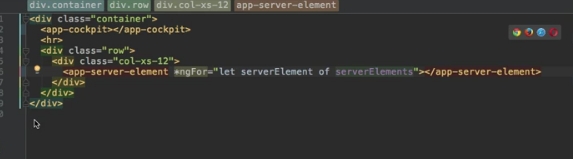 div.container div.row div.col-xs-12 app-server-element
<div class="container">
<app-cockpit></app-cockpit>
<hr>
<div class="row">
<div class="col-xs-12">
<app-server-element *ngFor="let serverElement of serverElements"></app-server-element>
</div>
</div>
</div>